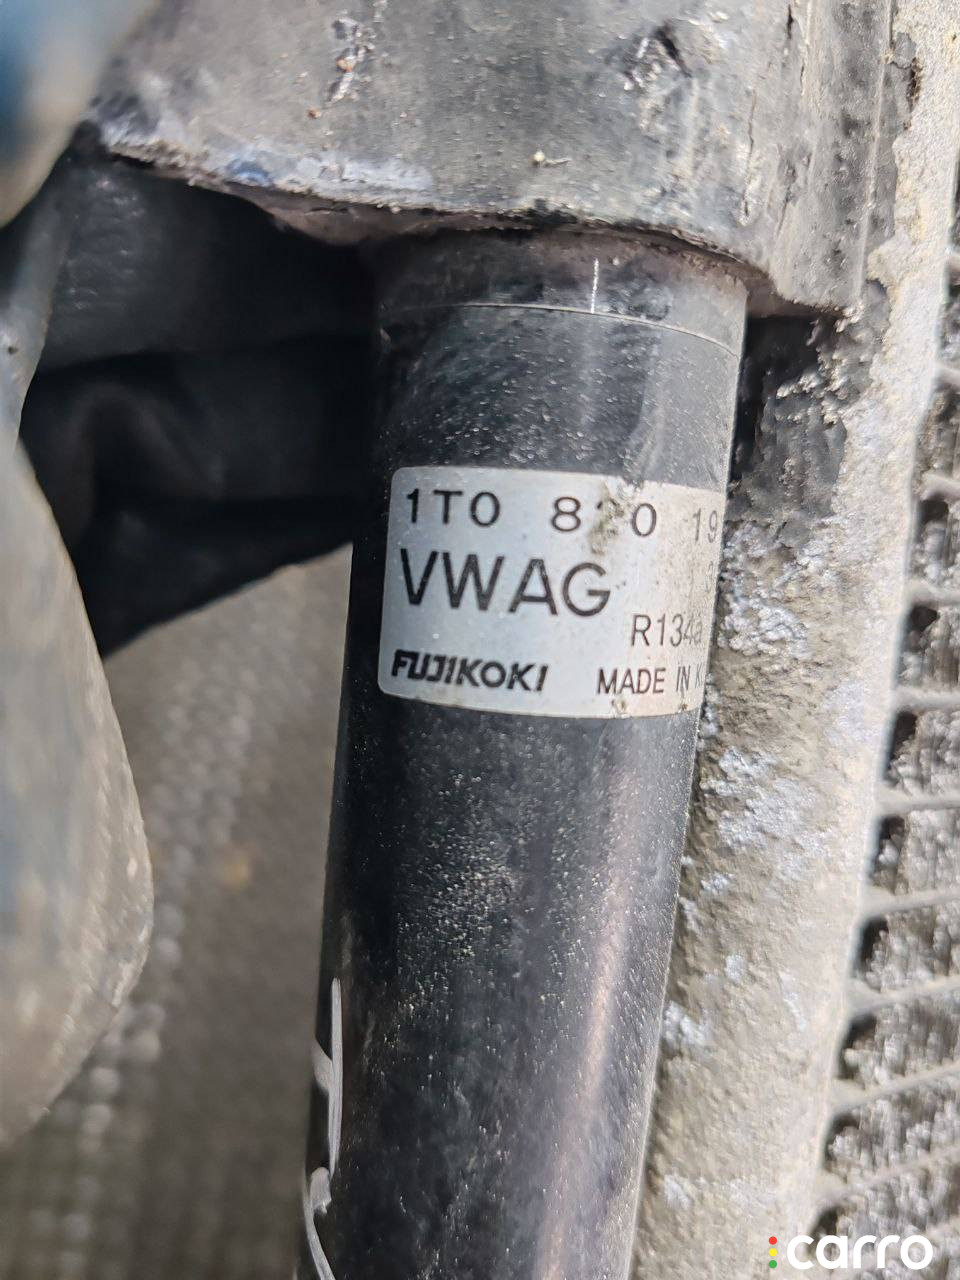 1T0 820 19
VWAG
R134a
FUJIKOKI MADE IN K
carro